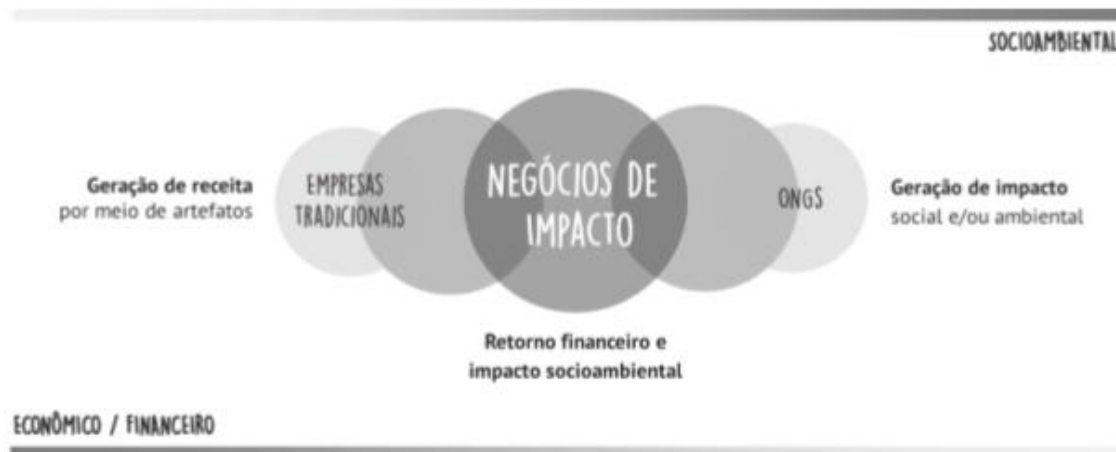 SOCIOAMBIENTAL
Geração de receita
por meio de artefatos
EMPRESAS
TRADICIONAIS
NEGÓCIOS DE
IMPACTO
ONGS
Geração de impacto
social e/ou ambiental
Retorno financeiro e
impacto socioambiental
ECONÔMICO / FINANCEIRO